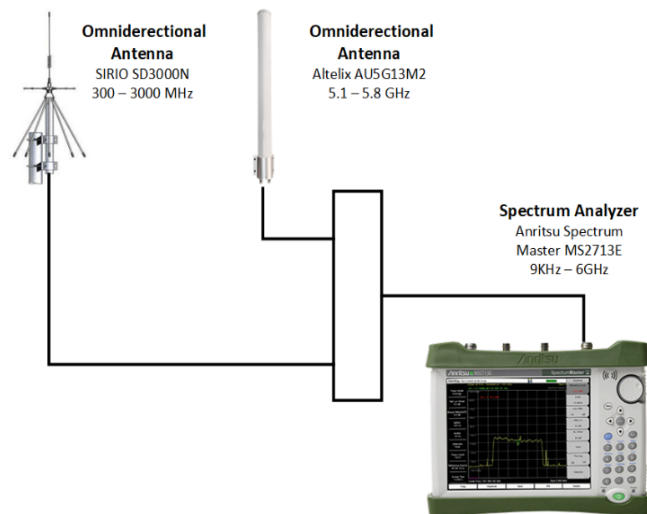 Omniderectional
Antenna
SIRIO SD3000N
300 – 3000 MHz
Omniderectional
Antenna
Altelix AU5G13M2
5.1 – 5.8 GHz
Spectrum Analyzer
Anritsu Spectrum
Master MS2713E
9KHz – 6GHz
Anritsu